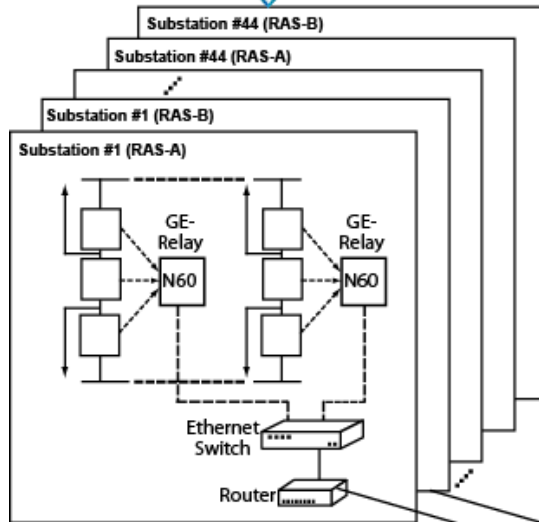 Substation #44 (RAS-B)
Substation #44 (RAS-A)
Substation #1 (RAS-B)
Substation #1 (RAS-A)
GE-
Relay
N60
GE-
Relay
N60
Ethernet
Switch
Router